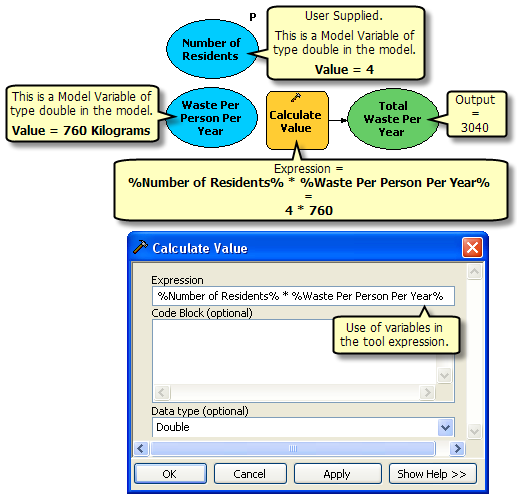 P
User Supplied.
This is a Model Variable of
type double in the model.
Value = 4
Number of
Residents
This is a Model Variable of
type double in the model.
Value = 760 Kilograms
Waste Per
Person Per
Year
Calculate
Value
Total
Waste Per
Year
Output
=
3040
Expression =
%Number of Residents% * %Waste Per Person Per Year%
=
4 * 760
Calculate Value
Expression
%Number of Residents% * %Waste Per Person Per Year%
Code Block (optional)
Use of variables in
the tool expression.
Data type (optional)
Double
OK
Cancel
Apply
Show Help >>